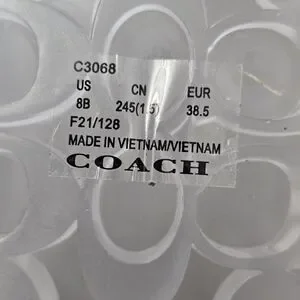 C3068
US CN EUR
8B 245(1.5) 38.5
F21/128
MADE IN VIETNAM/VIETNAM
COACH